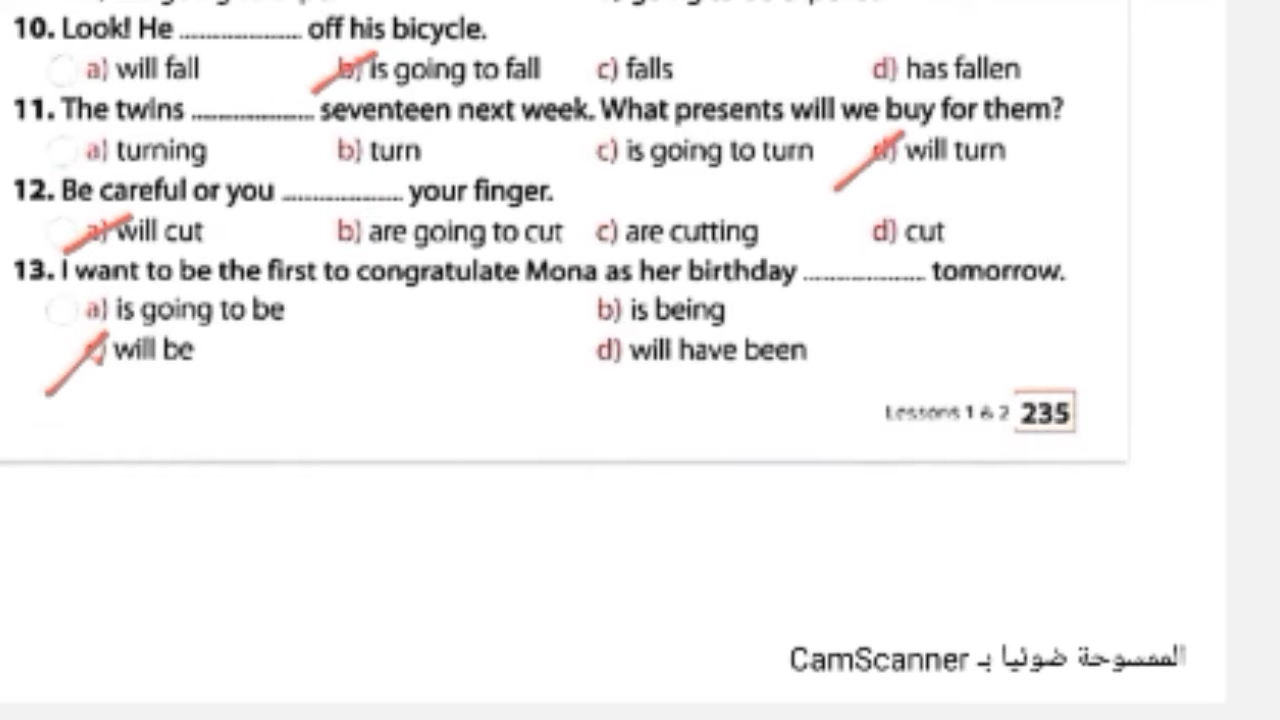 10. Look! He .................. off his bicycle.
a) will fall b) is going to fall c) falls d) has fallen
11. The twins .................. seventeen next week. What presents will we buy for them?
a) turning b) turn c) is going to turn d) will turn
12. Be careful or you .................. your finger.
a) will cut b) are going to cut c) are cutting d) cut
13. I want to be the first to congratulate Mona as her birthday .................. tomorrow.
a) is going to be b) is being
will be d) will have been
Lessons 1 & 2 235
الممسوحة ضوئيا بـ CamScanner